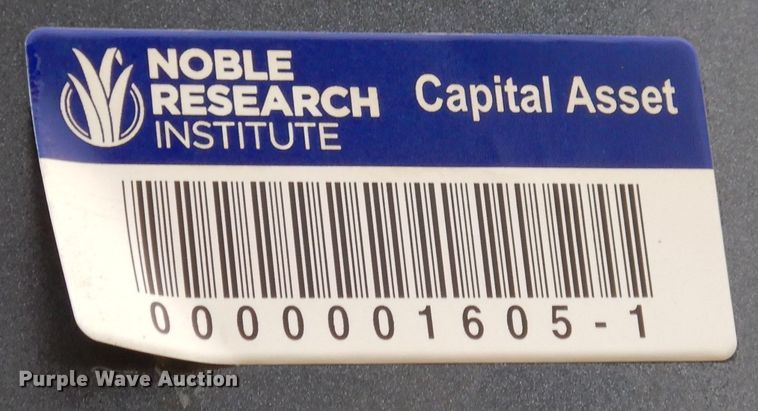 NOBLE
RESEARCH
INSTITUTE
Capital Asset
0000001605-1
Purple Wave Auction